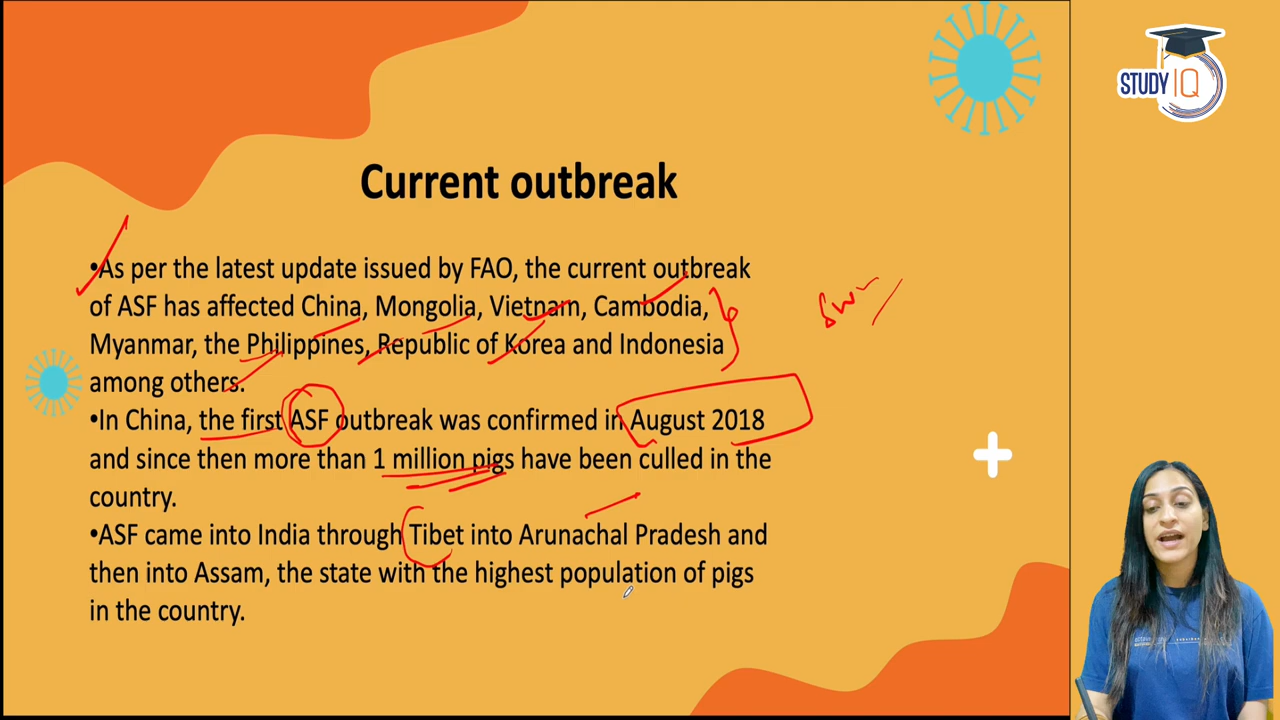 STUDY IQ
Current outbreak
•As per the latest update issued by FAO, the current outbreak
of ASF has affected China, Mongolia, Vietnam, Cambodia,
Myanmar, the Philippines, Republic of Korea and Indonesia
among others.
•In China, the first ASF outbreak was confirmed in August 2018
and since then more than 1 million pigs have been culled in the
country.
•ASF came into India through Tibet into Arunachal Pradesh and
then into Assam, the state with the highest population of pigs
in the country.